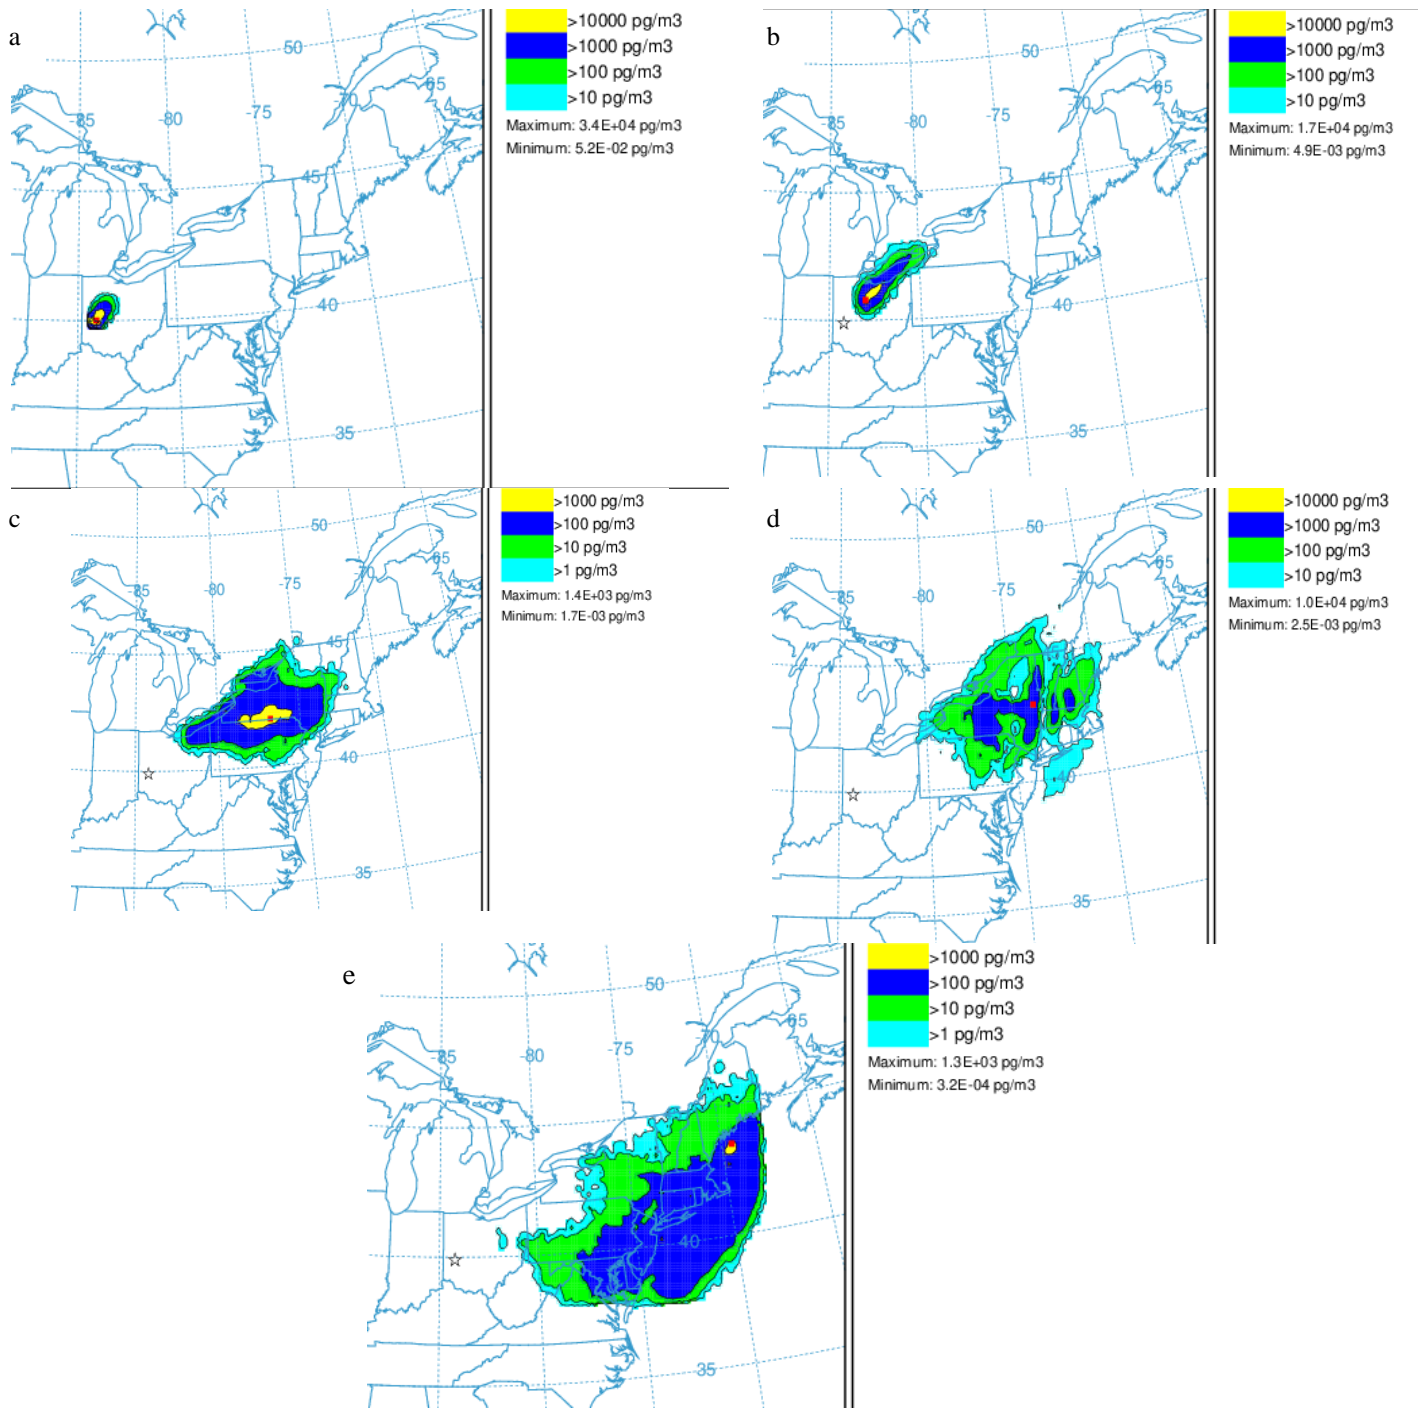 a
>10000 pg/m3
>1000 pg/m3
>100 pg/m3
>10 pg/m3
Maximum: 3.4E+04 pg/m3
Minimum: 5.2E-02 pg/m3
50
65
-70
-75
-80
-85
45
40
35
b
>10000 pg/m3
>1000 pg/m3
>100 pg/m3
>10 pg/m3
Maximum: 1.7E+04 pg/m3
Minimum: 4.9E-03 pg/m3
50
65
-70
-75
-80
-85
45
40
35
c
>1000 pg/m3
>100 pg/m3
>10 pg/m3
>1 pg/m3
Maximum: 1.4E+03 pg/m3
Minimum: 1.7E-03 pg/m3
50
65
-70
-75
-80
-85
45
40
35
d
>10000 pg/m3
>1000 pg/m3
>100 pg/m3
>10 pg/m3
Maximum: 1.0E+04 pg/m3
Minimum: 2.5E-03 pg/m3
50
65
-70
-75
-80
-85
45
40
35
e
>1000 pg/m3
>100 pg/m3
>10 pg/m3
>1 pg/m3
Maximum: 1.3E+03 pg/m3
Minimum: 3.2E-04 pg/m3
50
65
-70
-75
-80
-85
40
35